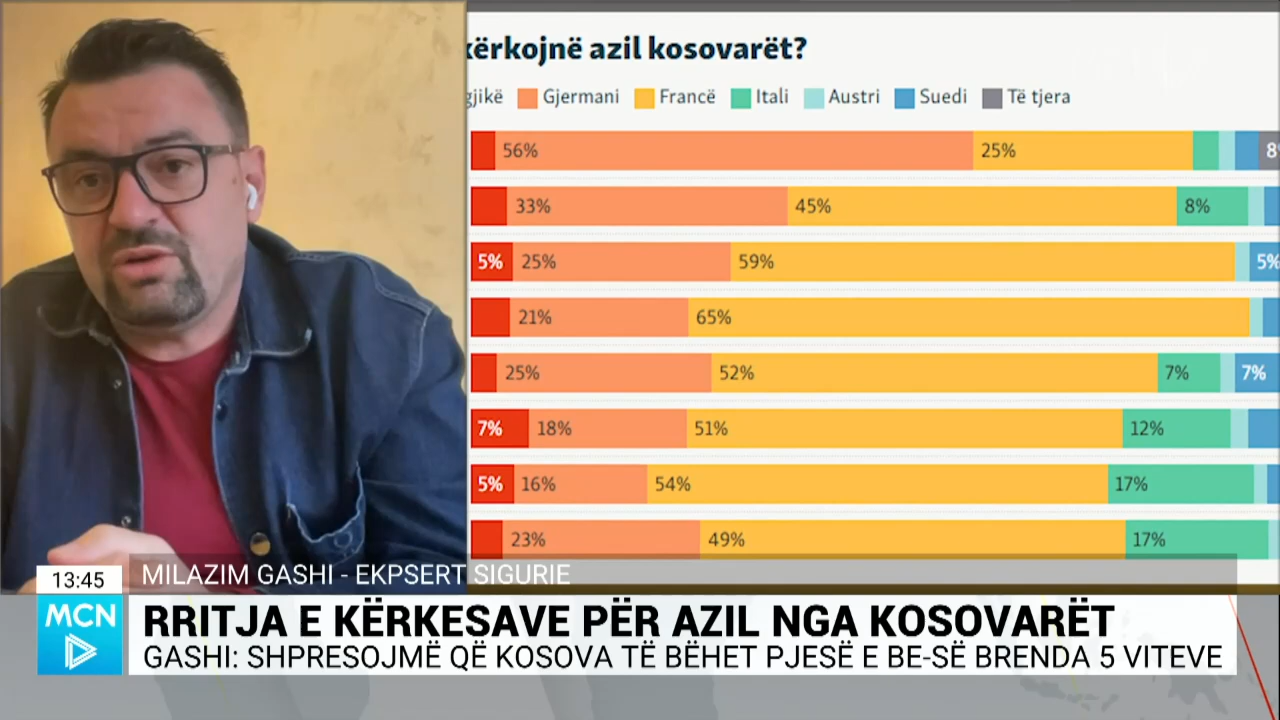 kërkojnë azil kosovarët?
gjikë Gjermani Francë Itali Austri Suedi Të tjera
56% 25% 8%
33% 45% 8%
5% 25% 59% 5%
21% 65%
25% 52% 7% 7%
7% 18% 51% 12%
5% 16% 54% 17%
23% 49% 17%
13:45 MILAZIM GASHI - EKPSERT SIGURIE
MCN
RRITJA E KËRKESAVE PËR AZIL NGA KOSOVARËT
GASHI: SHPRESOJMË QË KOSOVA TË BËHET PJESË E BE-SË BRENDA 5 VITEVE